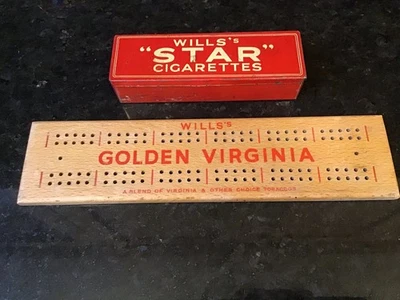 WILLS'S
"STAR"
CIGARETTES
WILLS'S
GOLDEN VIRGINIA
A BLEND OF VIRGINIA & OTHER CHOICE TOBACCOS